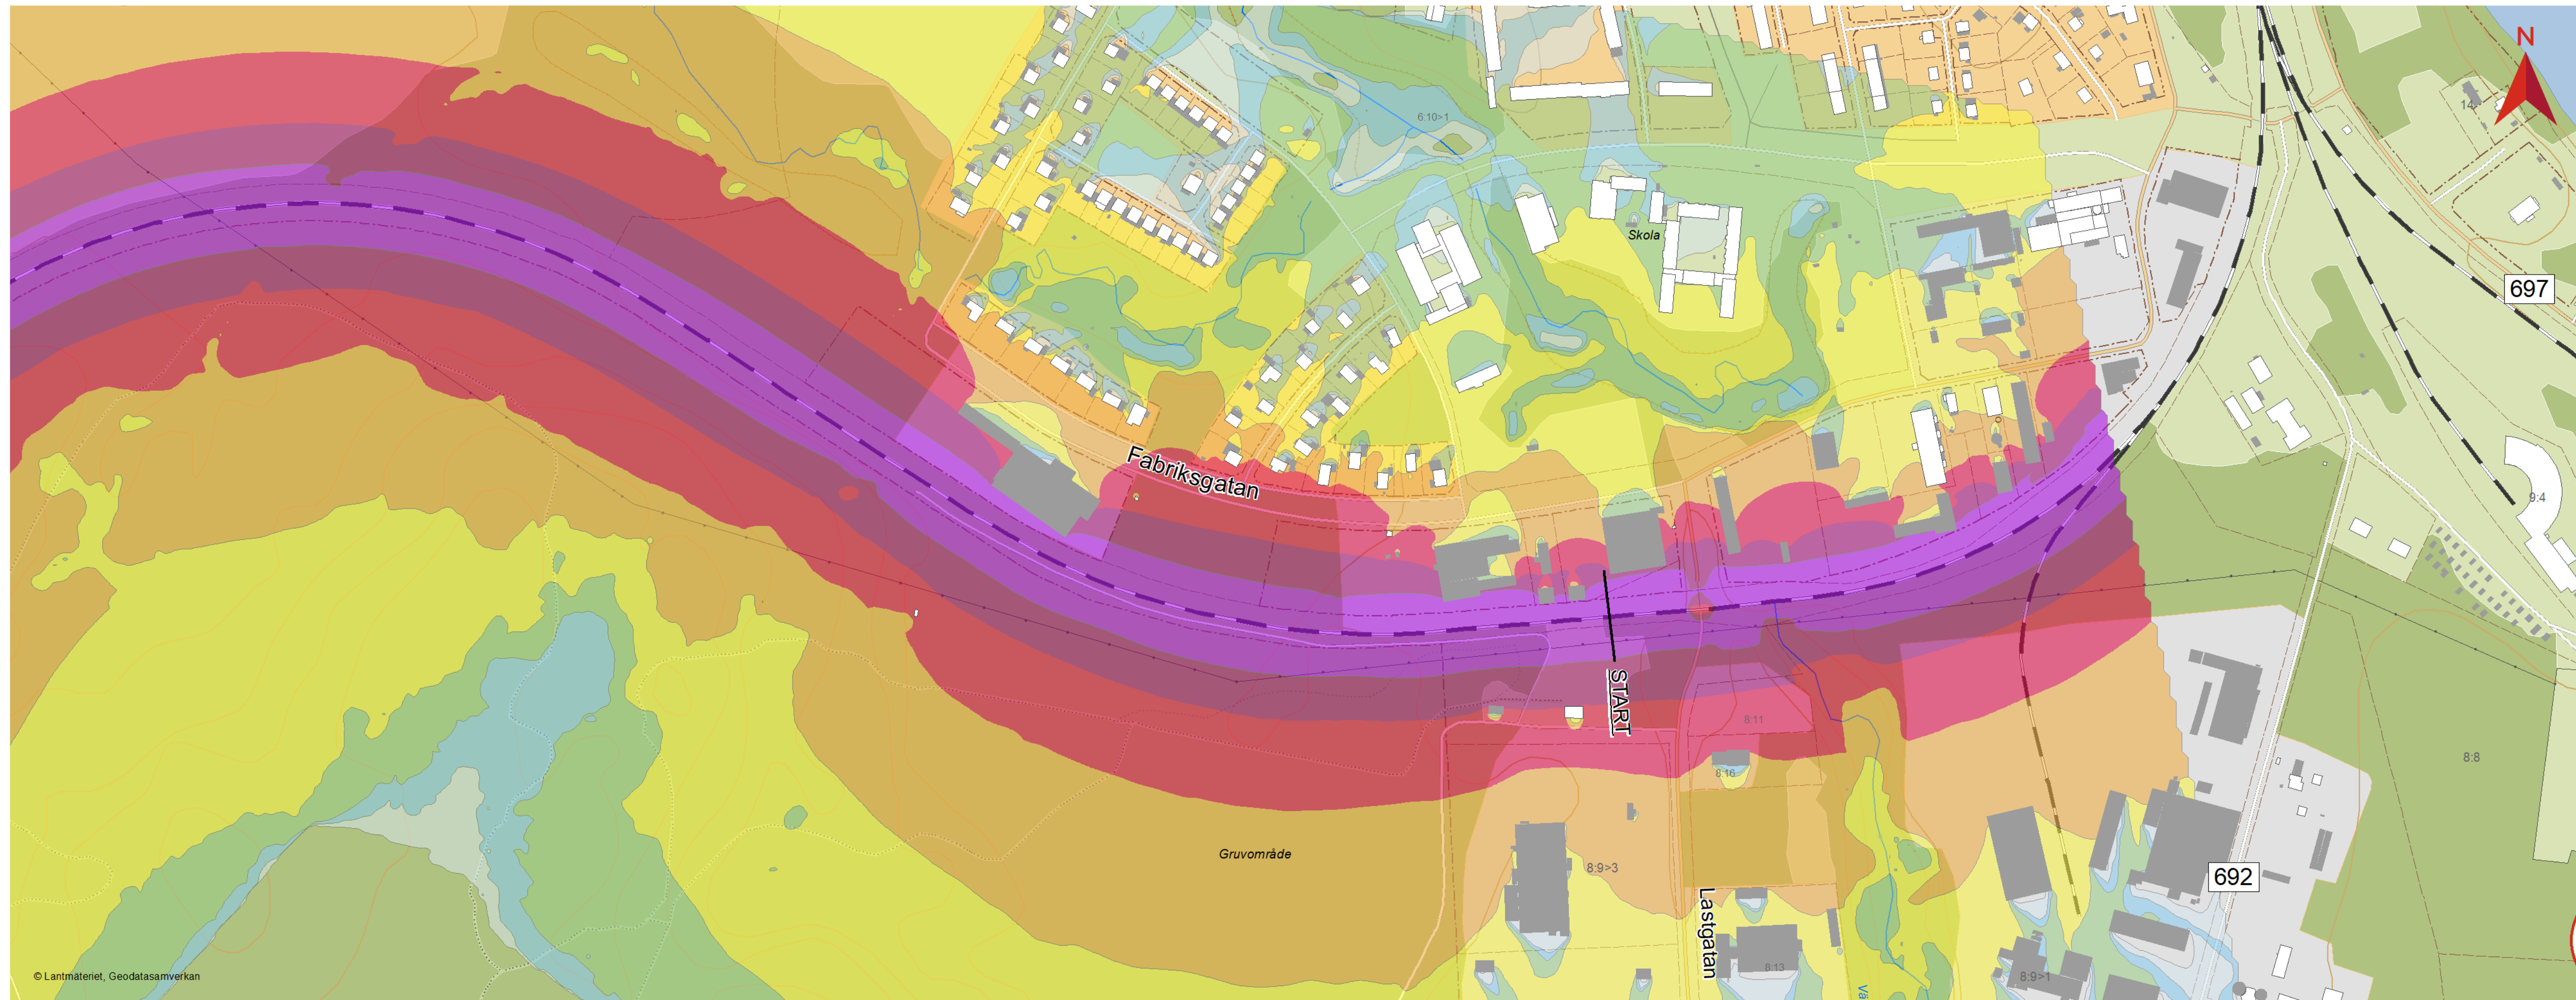 N
14
6:10>1
Skola
697
Fabriksgatan
9:4
START
8:11
8:8
8:16
Gruvområde
8:9>3
692
Lastgatan
8:13
8:9>1
© Lantmäteriet, Geodatasamverkan